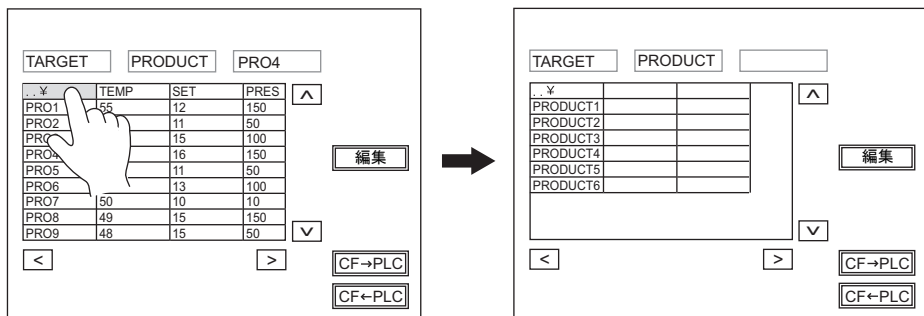 TARGET PRODUCT PRO4
..¥ TEMP SET PRES ∧
PRO1 55 12 150
PRO2 11 50
15 100
PRO4 16 150
PRO5 11 50
PRO6 13 100
PRO7 50 10 10
PRO8 49 15 150
PRO9 48 15 50 ∨
編集
< >
CF→PLC
CF←PLC
TARGET PRODUCT
..¥ ∧
PRODUCT1
PRODUCT2
PRODUCT3
PRODUCT4
PRODUCT5
PRODUCT6
編集
∨
< >
CF→PLC
CF←PLC